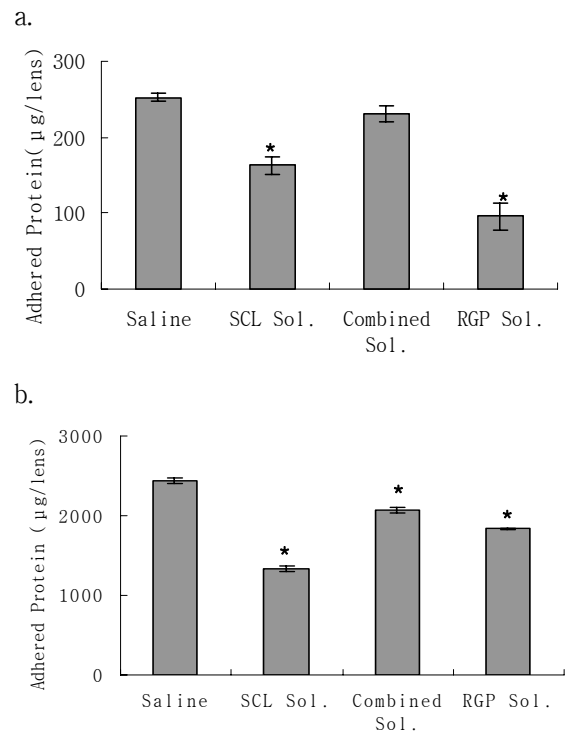 a.
Adhered Protein(μg/lens)
300
200
100
0
*
*
Saline SCL Sol. Combined Sol. RGP Sol.
b.
Adhered Protein (μg/lens)
3000
2000
1000
0
*
*
*
Saline SCL Sol. Combined Sol. RGP Sol.